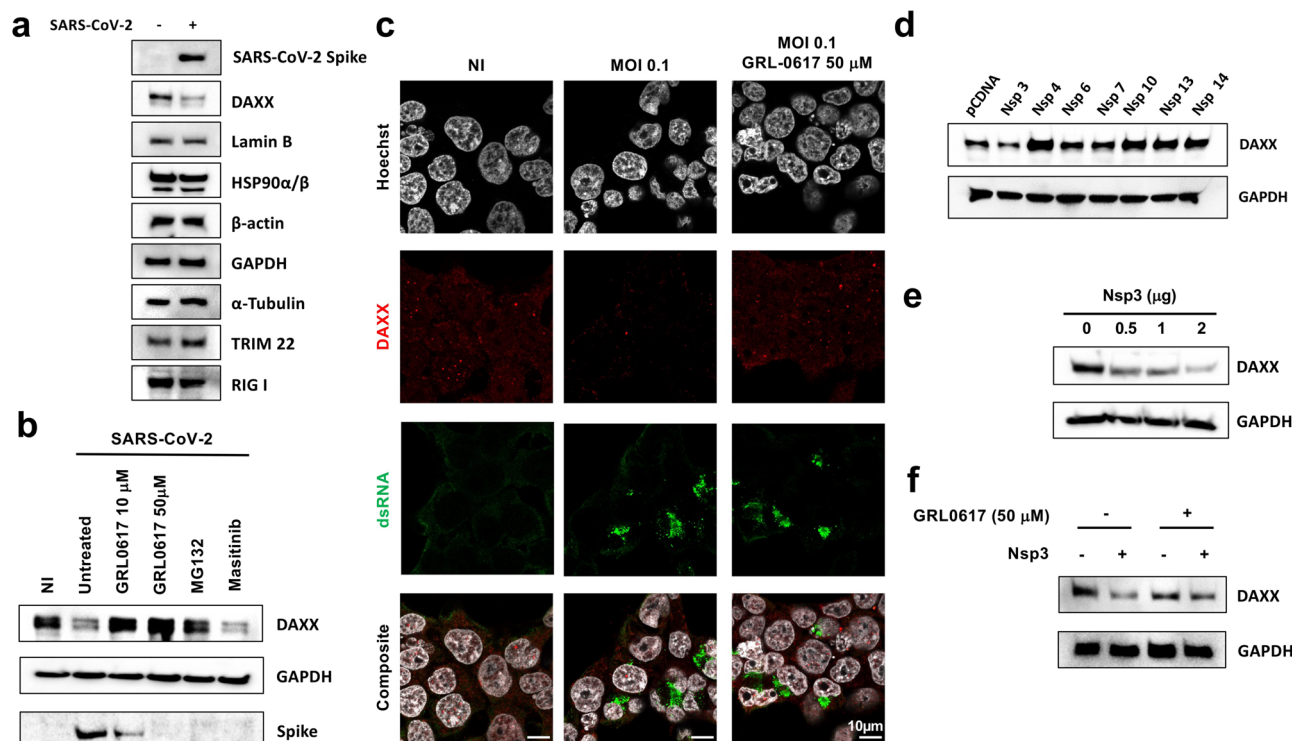 a
SARS-CoV-2 - +
SARS-CoV-2 Spike
DAXX
Lamin B
HSP90α/β
β-actin
GAPDH
α-Tubulin
TRIM 22
RIG I
b
SARS-CoV-2
NI
Untreated
GRL0617 10 μM
GRL0617 50μM
MG132
Masitinib
DAXX
GAPDH
Spike
c
NI
MOI 0.1
MOI 0.1
GRL-0617 50 μM
Hoechst
DAXX
dsRNA
Composite
10μm
d
pCDNA
Nsp 3
Nsp 4
Nsp 6
Nsp 7
Nsp 10
Nsp 13
Nsp 14
DAXX
GAPDH
e
Nsp3 (μg)
0 0.5 1 2
DAXX
GAPDH
f
GRL0617 (50 μM) - +
Nsp3 - + - +
DAXX
GAPDH